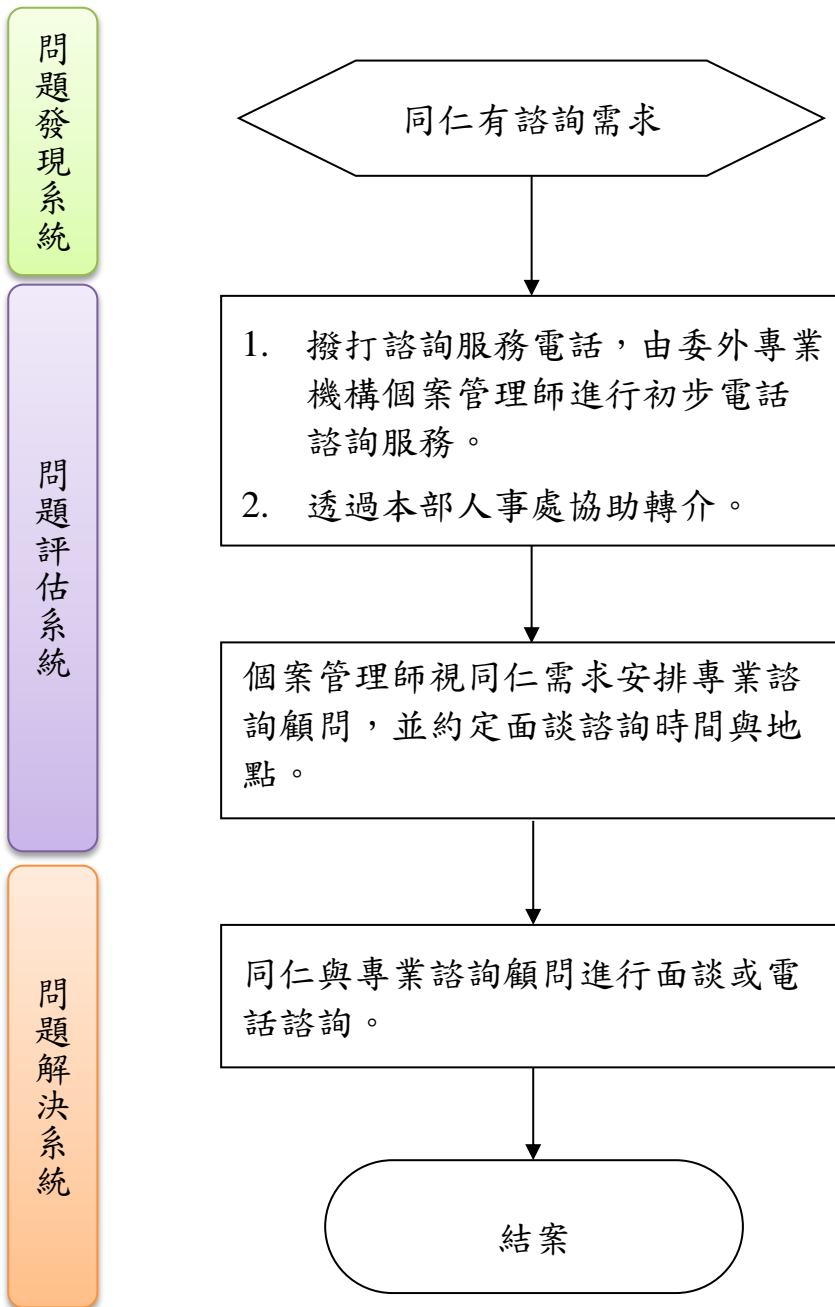 問題發現系統
同仁有諮詢需求
問題評估系統
1. 撥打諮詢服務電話，由委外專業
機構個案管理師進行初步電話
諮詢服務。
2. 透過本部人事處協助轉介。
個案管理師視同仁需求安排專業諮
詢顧問，並約定面談諮詢時間與地
點。
問題解決系統
同仁與專業諮詢顧問進行面談或電
話諮詢。
結案